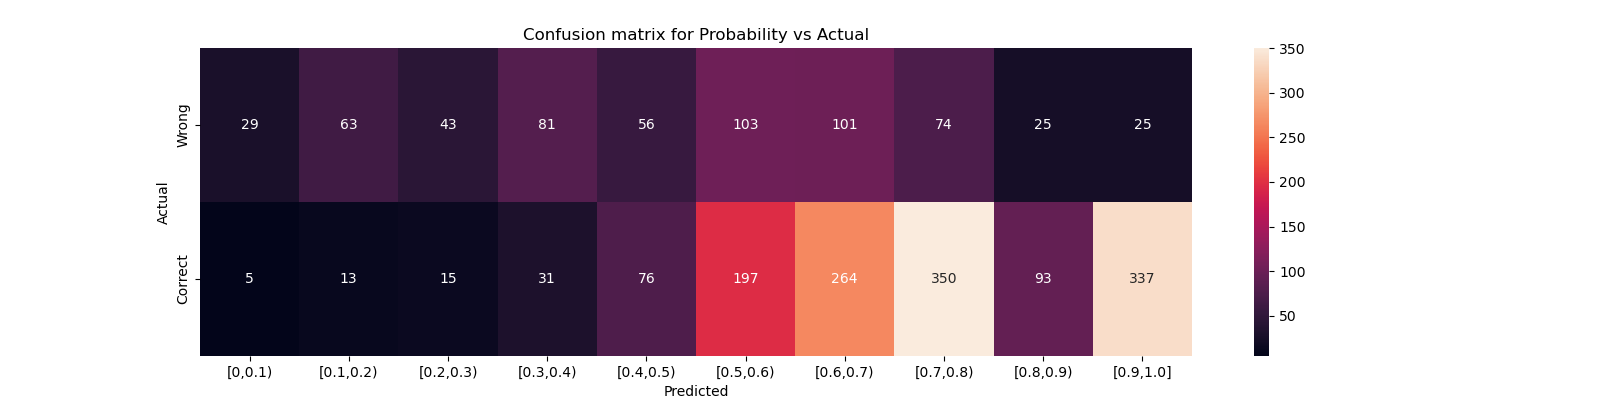 Confusion matrix for Probability vs Actual
Actual
Wrong
29 63 43 81 56 103 101 74 25 25
Correct
5 13 15 31 76 197 264 350 93 337
[0,0.1) [0.1,0.2) [0.2,0.3) [0.3,0.4) [0.4,0.5) [0.5,0.6) [0.6,0.7) [0.7,0.8) [0.8,0.9) [0.9,1.0]
Predicted
350
300
250
200
150
100
50